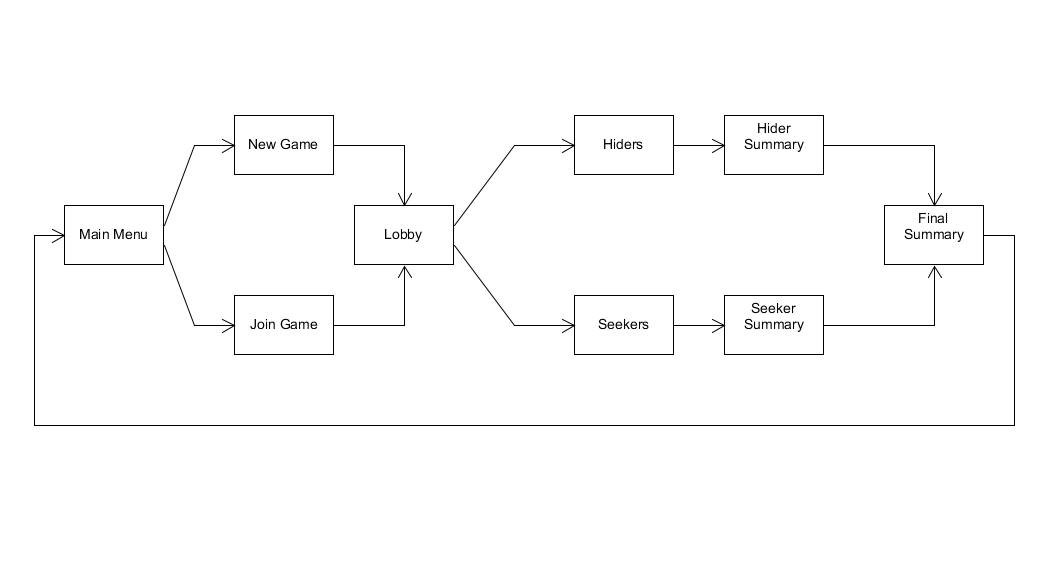 New Game
Hiders
Hider
Summary
Main Menu
Lobby
Final
Summary
Join Game
Seekers
Seeker
Summary